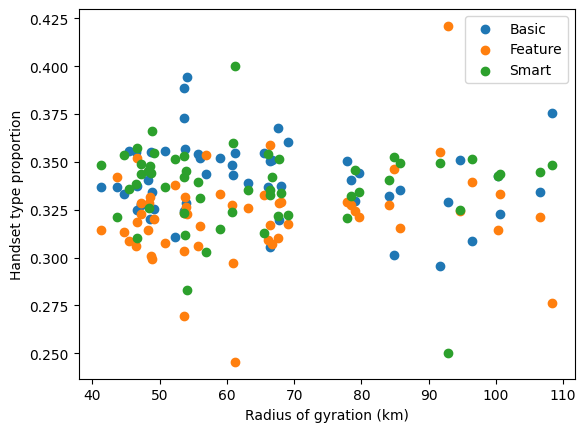 Basic
Feature
Smart
0.425
0.400
0.375
0.350
0.325
0.300
0.275
0.250
Handset type proportion
40 50 60 70 80 90 100 110
Radius of gyration (km)